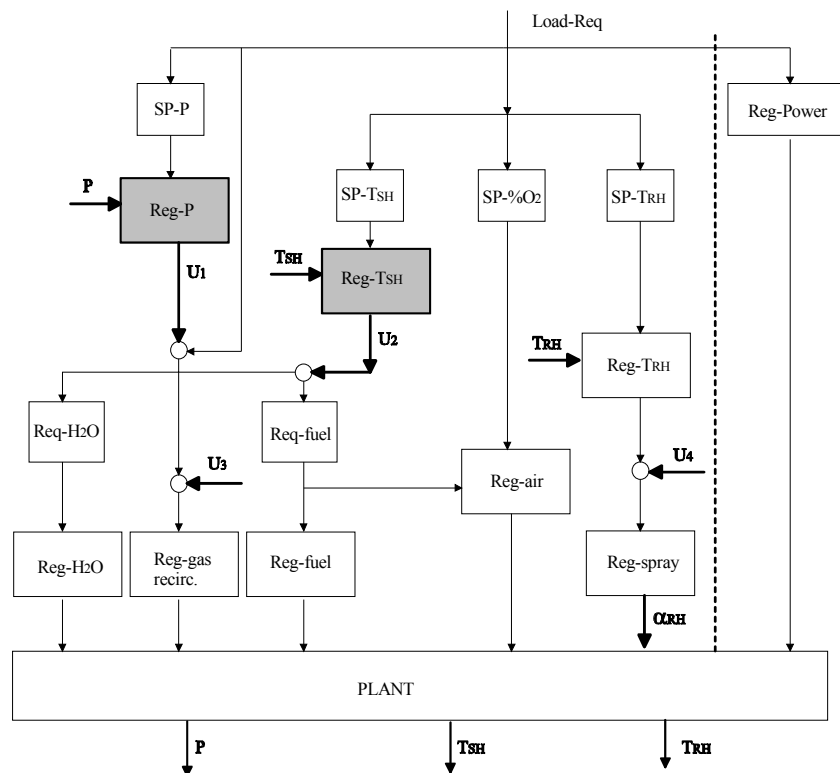 Load-Req
SP-P
Reg-Power
P
Reg-P
SP-TSH
SP-%O2
SP-TRH
TSH
Reg-TSH
U1
U2
TRH
Reg-TRH
Req-H2O
Req-fuel
U3
Reg-air
U4
Reg-H2O
Reg-gas
recirc.
Reg-fuel
Reg-spray
αRH
PLANT
P
TSH
TRH